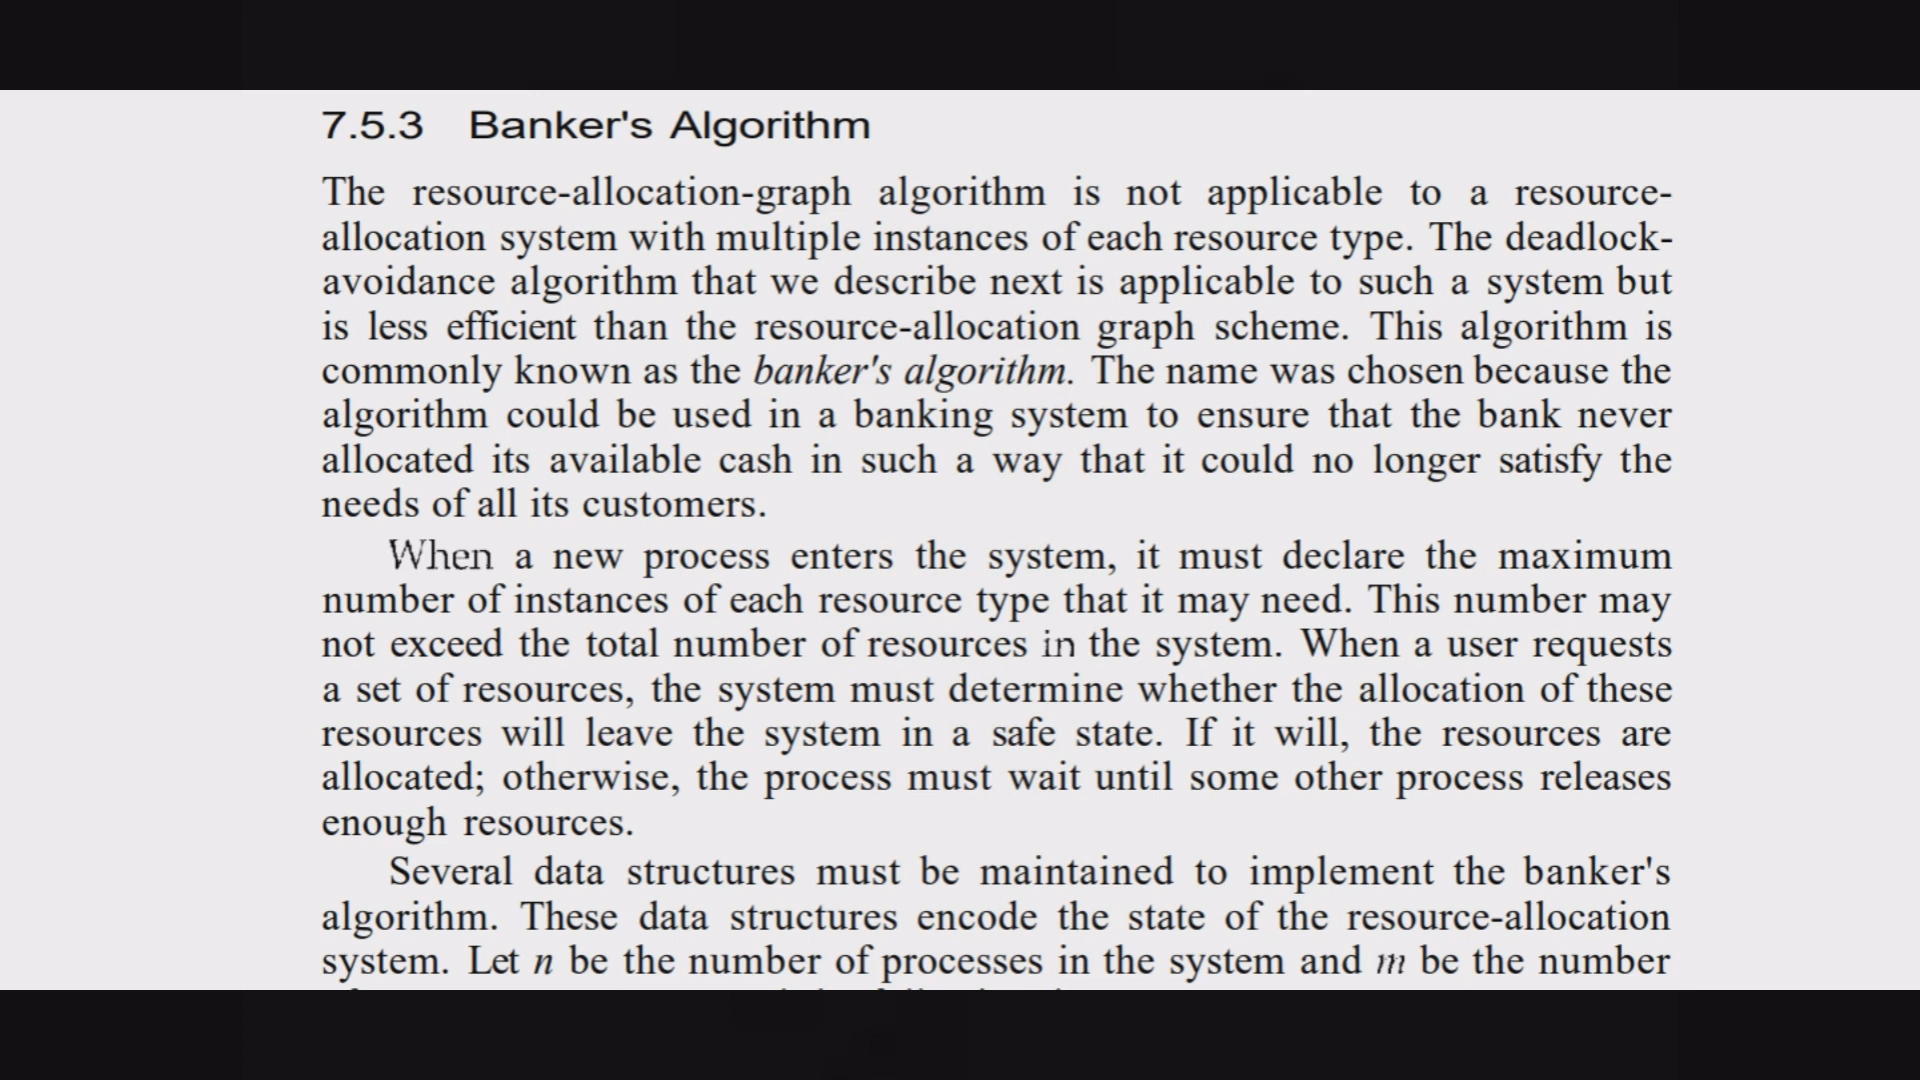 7.5.3 Banker's Algorithm
The resource-allocation-graph algorithm is not applicable to a resource-
allocation system with multiple instances of each resource type. The deadlock-
avoidance algorithm that we describe next is applicable to such a system but
is less efficient than the resource-allocation graph scheme. This algorithm is
commonly known as the banker's algorithm. The name was chosen because the
algorithm could be used in a banking system to ensure that the bank never
allocated its available cash in such a way that it could no longer satisfy the
needs of all its customers.
When a new process enters the system, it must declare the maximum
number of instances of each resource type that it may need. This number may
not exceed the total number of resources in the system. When a user requests
a set of resources, the system must determine whether the allocation of these
resources will leave the system in a safe state. If it will, the resources are
allocated; otherwise, the process must wait until some other process releases
enough resources.
Several data structures must be maintained to implement the banker's
algorithm. These data structures encode the state of the resource-allocation
system. Let n be the number of processes in the system and m be the number